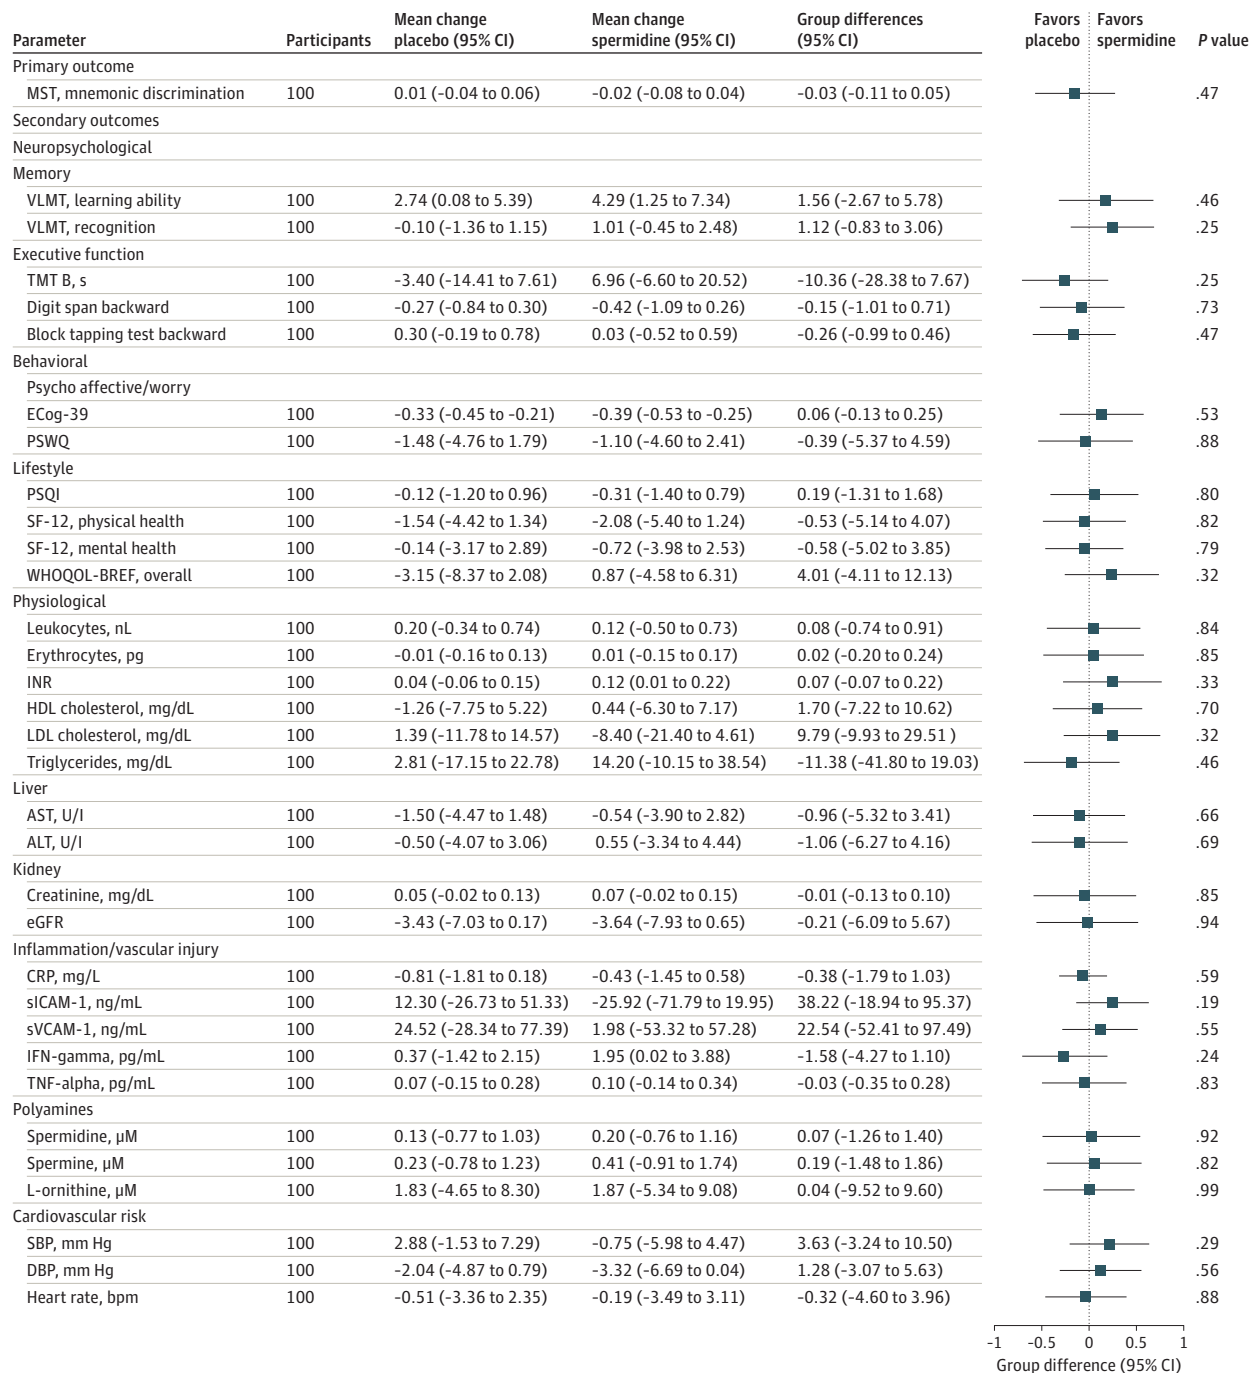 Parameter Participants Mean change placebo (95% CI) Mean change spermidine (95% CI) Group differences (95% CI) Favors placebo Favors spermidine P value
Primary outcome
MST, mnemonic discrimination 100 0.01 (-0.04 to 0.06) -0.02 (-0.08 to 0.04) -0.03 (-0.11 to 0.05) .47
Secondary outcomes
Neuropsychological
Memory
VLMT, learning ability 100 2.74 (0.08 to 5.39) 4.29 (1.25 to 7.34) 1.56 (-2.67 to 5.78) .46
VLMT, recognition 100 -0.10 (-1.36 to 1.15) 1.01 (-0.45 to 2.48) 1.12 (-0.83 to 3.06) .25
Executive function
TMT B, s 100 -3.40 (-14.41 to 7.61) 6.96 (-6.60 to 20.52) -10.36 (-28.38 to 7.67) .25
Digit span backward 100 -0.27 (-0.84 to 0.30) -0.42 (-1.09 to 0.26) -0.15 (-1.01 to 0.71) .73
Block tapping test backward 100 0.30 (-0.19 to 0.78) 0.03 (-0.52 to 0.59) -0.26 (-0.99 to 0.46) .47
Behavioral
Psycho affective/worry
ECog-39 100 -0.33 (-0.45 to -0.21) -0.39 (-0.53 to -0.25) 0.06 (-0.13 to 0.25) .53
PSWQ 100 -1.48 (-4.76 to 1.79) -1.10 (-4.60 to 2.41) -0.39 (-5.37 to 4.59) .88
Lifestyle
PSQI 100 -0.12 (-1.20 to 0.96) -0.31 (-1.40 to 0.79) 0.19 (-1.31 to 1.68) .80
SF-12, physical health 100 -1.54 (-4.42 to 1.34) -2.08 (-5.40 to 1.24) -0.53 (-5.14 to 4.07) .82
SF-12, mental health 100 -0.14 (-3.17 to 2.89) -0.72 (-3.98 to 2.53) -0.58 (-5.02 to 3.85) .79
WHOQOL-BREF, overall 100 -3.15 (-8.37 to 2.08) 0.87 (-4.58 to 6.31) 4.01 (-4.11 to 12.13) .32
Physiological
Leukocytes, nL 100 0.20 (-0.34 to 0.74) 0.12 (-0.50 to 0.73) 0.08 (-0.74 to 0.91) .84
Erythrocytes, pg 100 -0.01 (-0.16 to 0.13) 0.01 (-0.15 to 0.17) 0.02 (-0.20 to 0.24) .85
INR 100 0.04 (-0.06 to 0.15) 0.12 (0.01 to 0.22) 0.07 (-0.07 to 0.22) .33
HDL cholesterol, mg/dL 100 -1.26 (-7.75 to 5.22) 0.44 (-6.30 to 7.17) 1.70 (-7.22 to 10.62) .70
LDL cholesterol, mg/dL 100 1.39 (-11.78 to 14.57) -8.40 (-21.40 to 4.61) 9.79 (-9.93 to 29.51 ) .32
Triglycerides, mg/dL 100 2.81 (-17.15 to 22.78) 14.20 (-10.15 to 38.54) -11.38 (-41.80 to 19.03) .46
Liver
AST, U/I 100 -1.50 (-4.47 to 1.48) -0.54 (-3.90 to 2.82) -0.96 (-5.32 to 3.41) .66
ALT, U/I 100 -0.50 (-4.07 to 3.06) 0.55 (-3.34 to 4.44) -1.06 (-6.27 to 4.16) .69
Kidney
Creatinine, mg/dL 100 0.05 (-0.02 to 0.13) 0.07 (-0.02 to 0.15) -0.01 (-0.13 to 0.10) .85
eGFR 100 -3.43 (-7.03 to 0.17) -3.64 (-7.93 to 0.65) -0.21 (-6.09 to 5.67) .94
Inflammation/vascular injury
CRP, mg/L 100 -0.81 (-1.81 to 0.18) -0.43 (-1.45 to 0.58) -0.38 (-1.79 to 1.03) .59
sICAM-1, ng/mL 100 12.30 (-26.73 to 51.33) -25.92 (-71.79 to 19.95) 38.22 (-18.94 to 95.37) .19
sVCAM-1, ng/mL 100 24.52 (-28.34 to 77.39) 1.98 (-53.32 to 57.28) 22.54 (-52.41 to 97.49) .55
IFN-gamma, pg/mL 100 0.37 (-1.42 to 2.15) 1.95 (0.02 to 3.88) -1.58 (-4.27 to 1.10) .24
TNF-alpha, pg/mL 100 0.07 (-0.15 to 0.28) 0.10 (-0.14 to 0.34) -0.03 (-0.35 to 0.28) .83
Polyamines
Spermidine, µM 100 0.13 (-0.77 to 1.03) 0.20 (-0.76 to 1.16) 0.07 (-1.26 to 1.40) .92
Spermine, µM 100 0.23 (-0.78 to 1.23) 0.41 (-0.91 to 1.74) 0.19 (-1.48 to 1.86) .82
L-ornithine, µM 100 1.83 (-4.65 to 8.30) 1.87 (-5.34 to 9.08) 0.04 (-9.52 to 9.60) .99
Cardiovascular risk
SBP, mm Hg 100 2.88 (-1.53 to 7.29) -0.75 (-5.98 to 4.47) 3.63 (-3.24 to 10.50) .29
DBP, mm Hg 100 -2.04 (-4.87 to 0.79) -3.32 (-6.69 to 0.04) 1.28 (-3.07 to 5.63) .56
Heart rate, bpm 100 -0.51 (-3.36 to 2.35) -0.19 (-3.49 to 3.11) -0.32 (-4.60 to 3.96) .88
-1 -0.5 0 0.5 1
Group difference (95% CI)